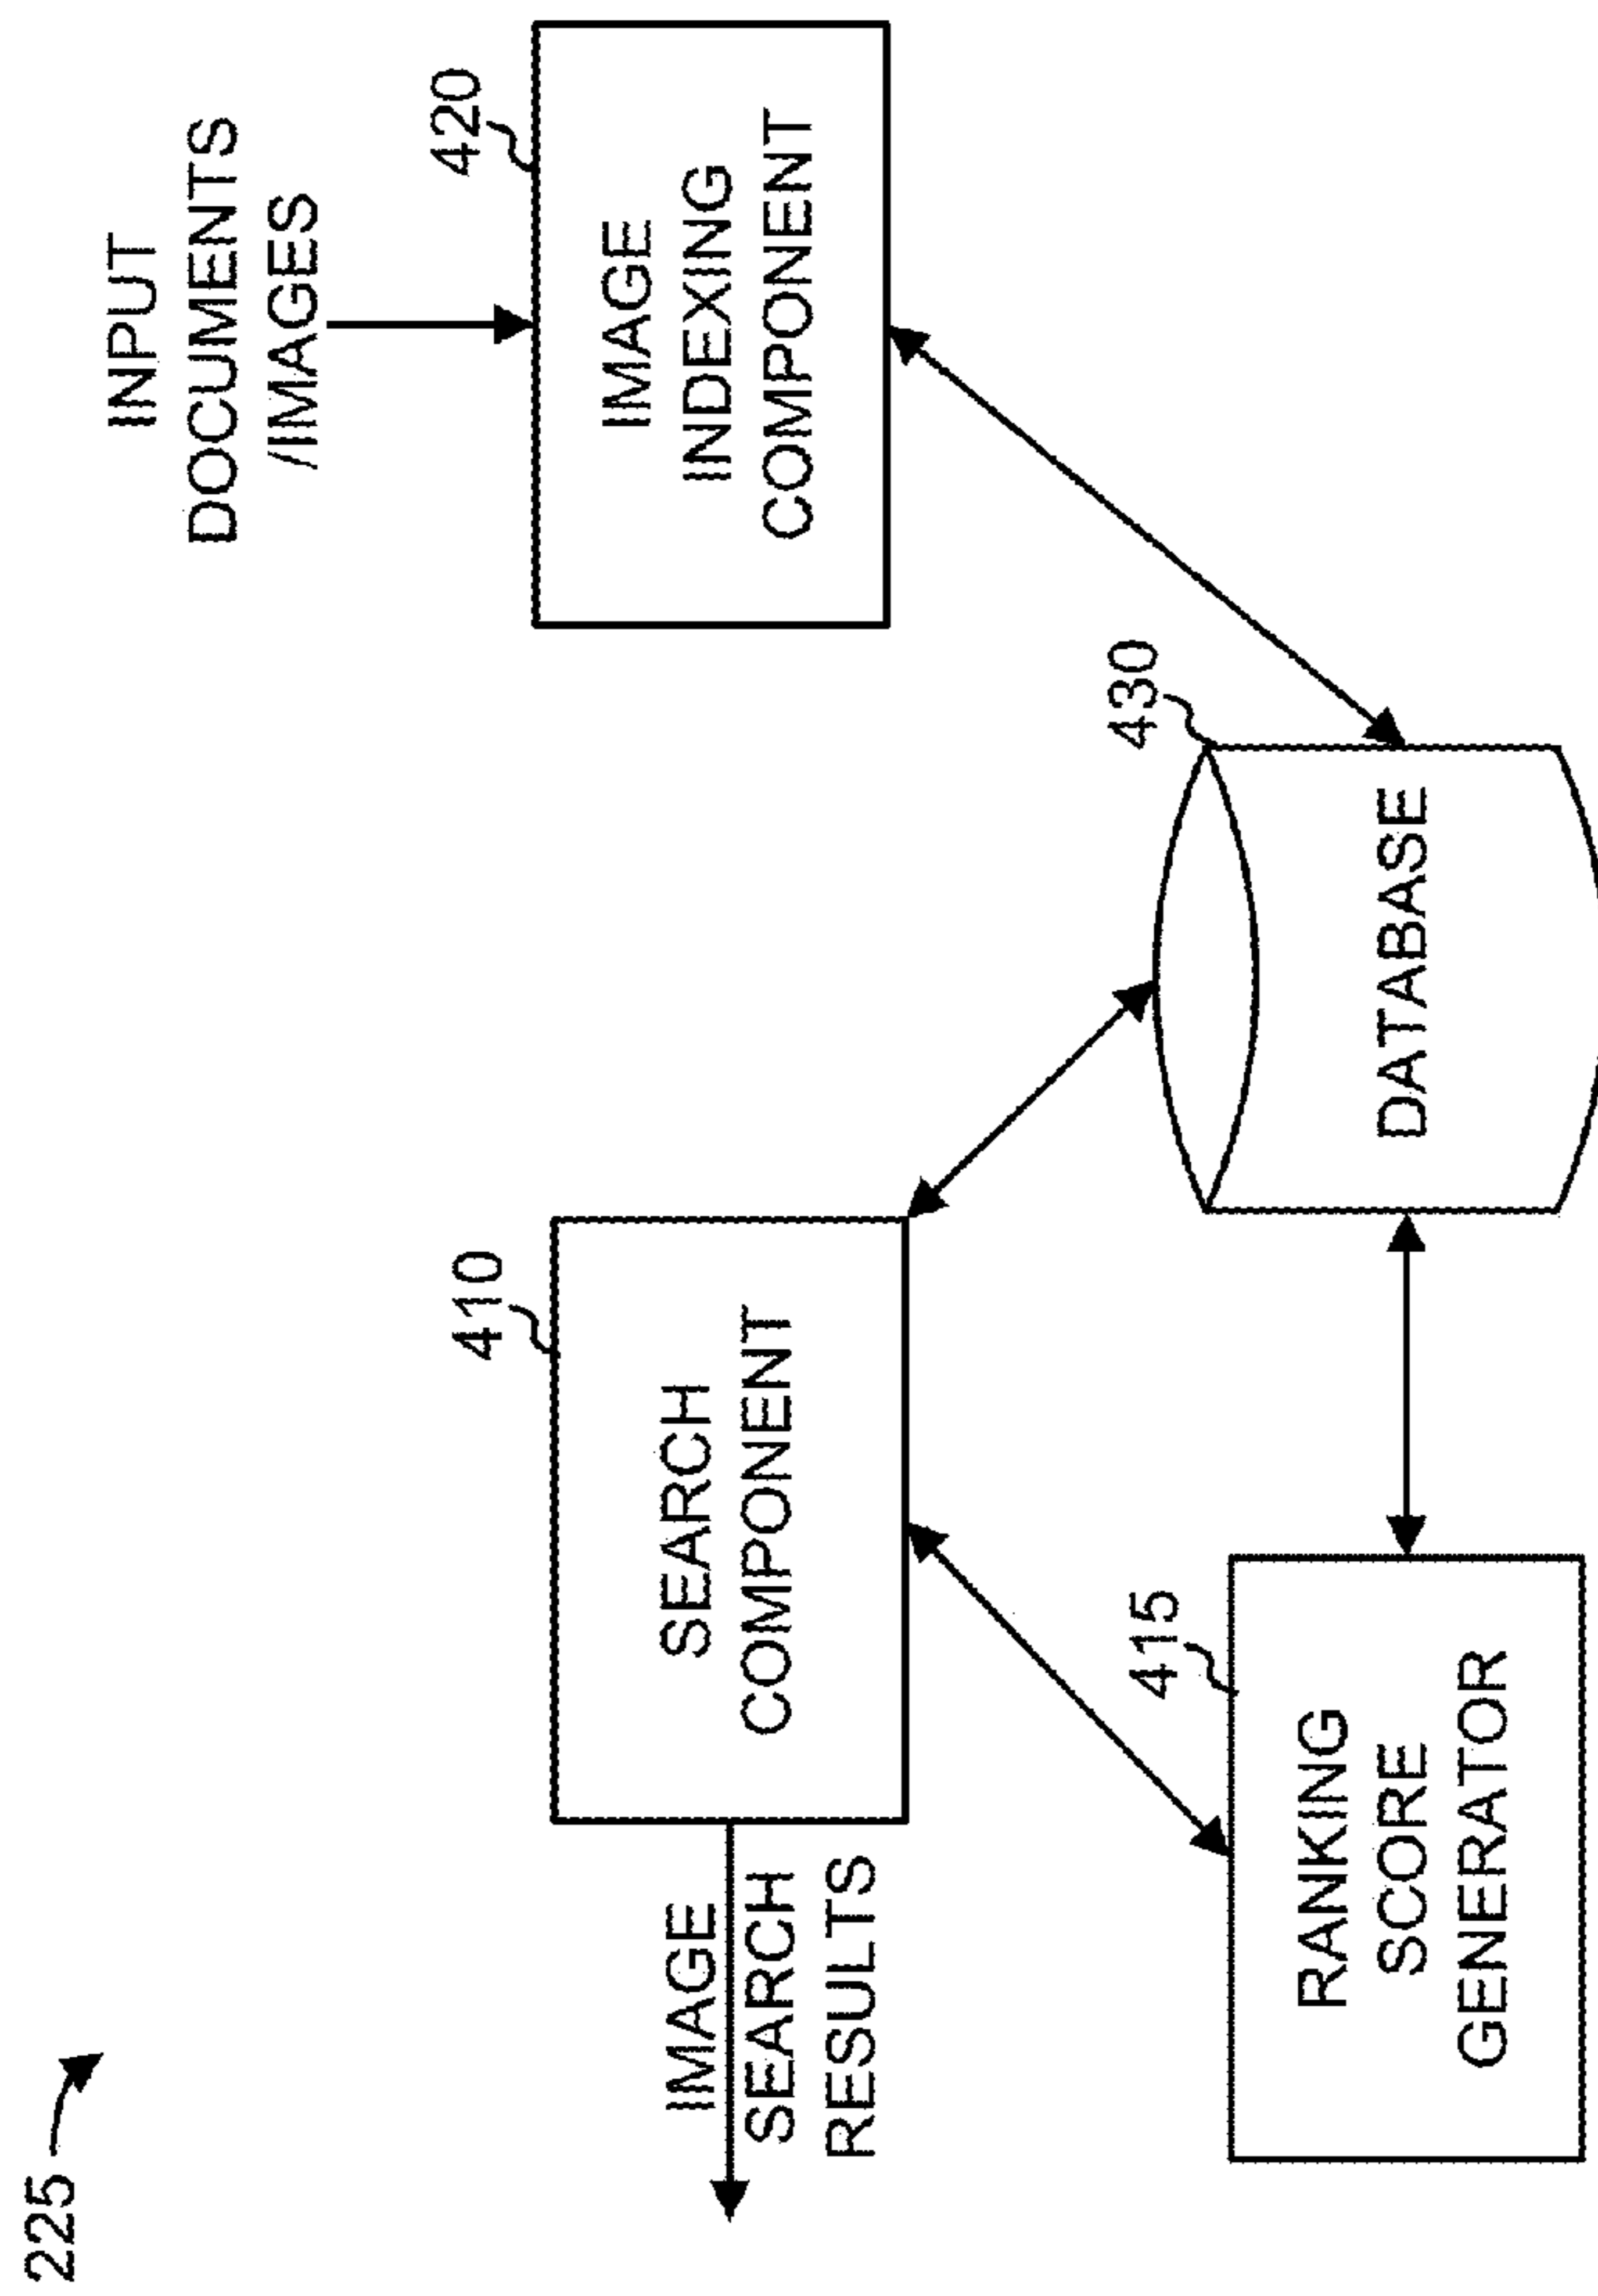 225
IMAGE
SEARCH
RESULTS
410
SEARCH
COMPONENT
INPUT
DOCUMENTS
/IMAGES
420
IMAGE
INDEXING
COMPONENT
415
RANKING
SCORE
GENERATOR
430
DATABASE